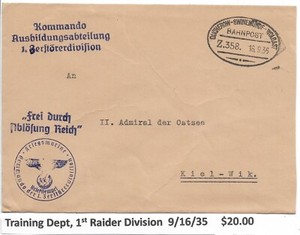 Kommando
Ausbildungsabteilung
1. Zerstörerdivision
BAHNPOST
Z.358.
An
„Frei durch
Ablösung Reich"
II. Admiral der Ostsee
Kiel-Wik.
Kriegsmarine
Training Dept, 1st Raider Division 9/16/35 $20.00